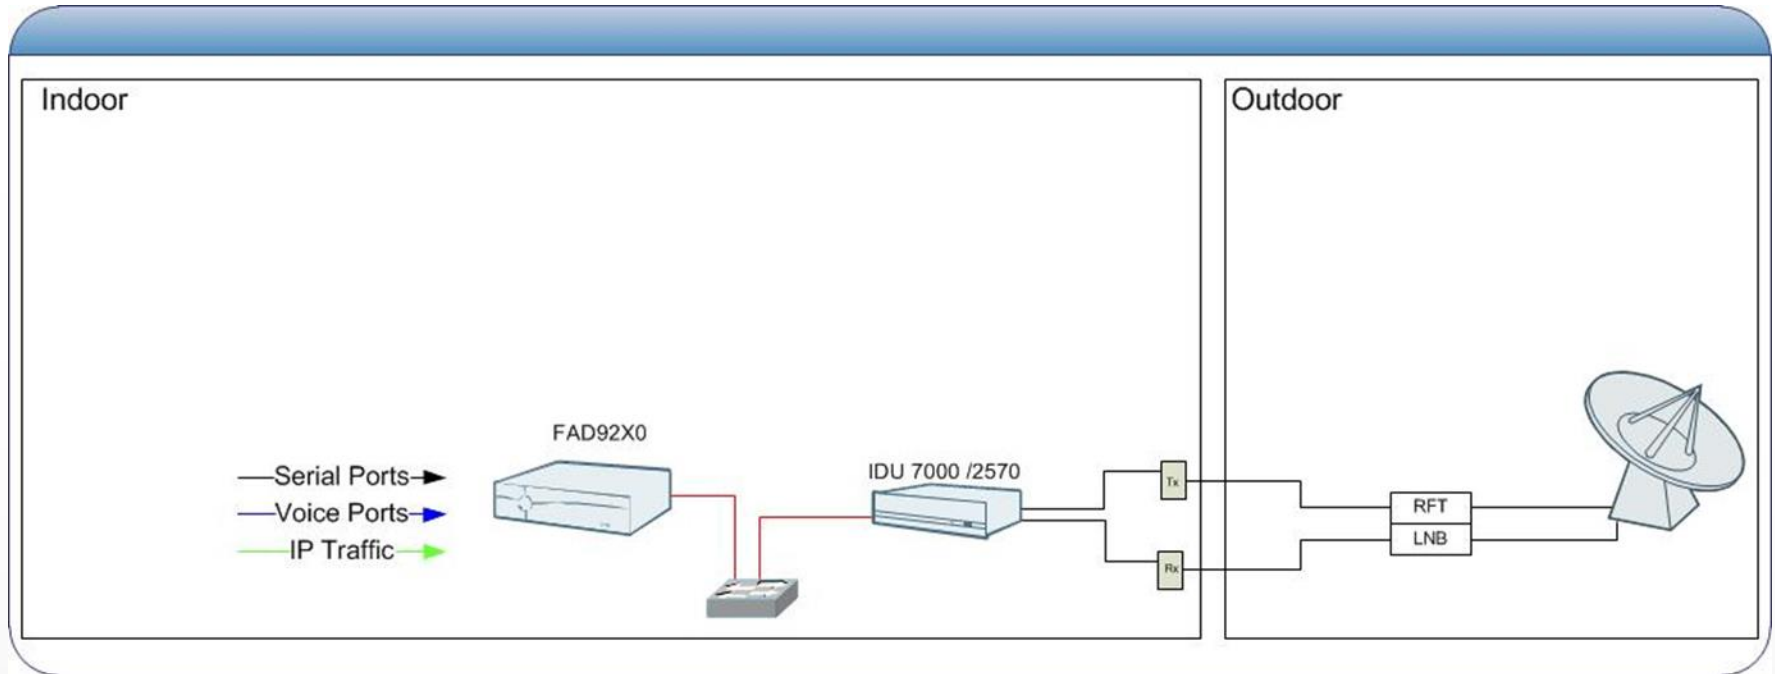 Indoor
Outdoor
FAD92X0
IDU 7000 /2570
Serial Ports
Voice Ports
IP Traffic
Tx
Rx
RFT
LNB